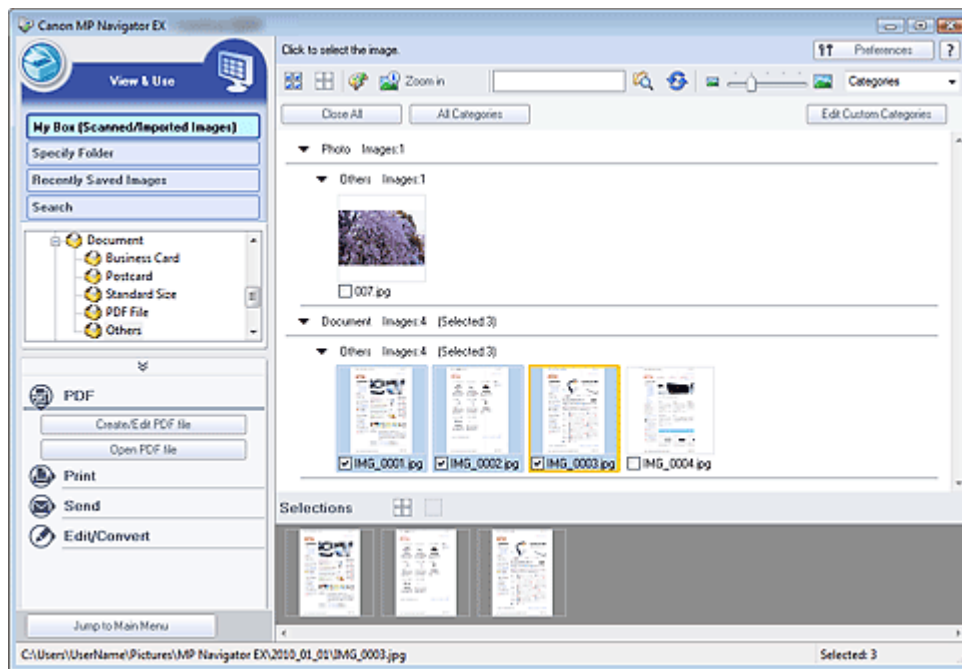 Canon MP Navigator EX
View & Use
My Box (Scanned/Imported Images)
Specify Folder
Recently Saved Images
Search
Document
Business Card
Postcard
Standard Size
PDF File
Others
PDF
Create/Edit PDF file
Open PDF file
Print
Send
Edit/Convert
Jump to Main Menu
Click to select the image.
Preferences
?
Zoom in
Categories
Close All
All Categories
Edit Custom Categories
Photo Images:1
Others Images:1
007.jpg
Document Images:4 (Selected:3)
Others Images:4 (Selected:3)
IMG_0001.jpg IMG_0002.jpg IMG_0003.jpg IMG_0004.jpg
Selections
C:\Users\UserName\Pictures\MP Navigator EX\2010_01_01\IMG_0003.jpg
Selected: 3